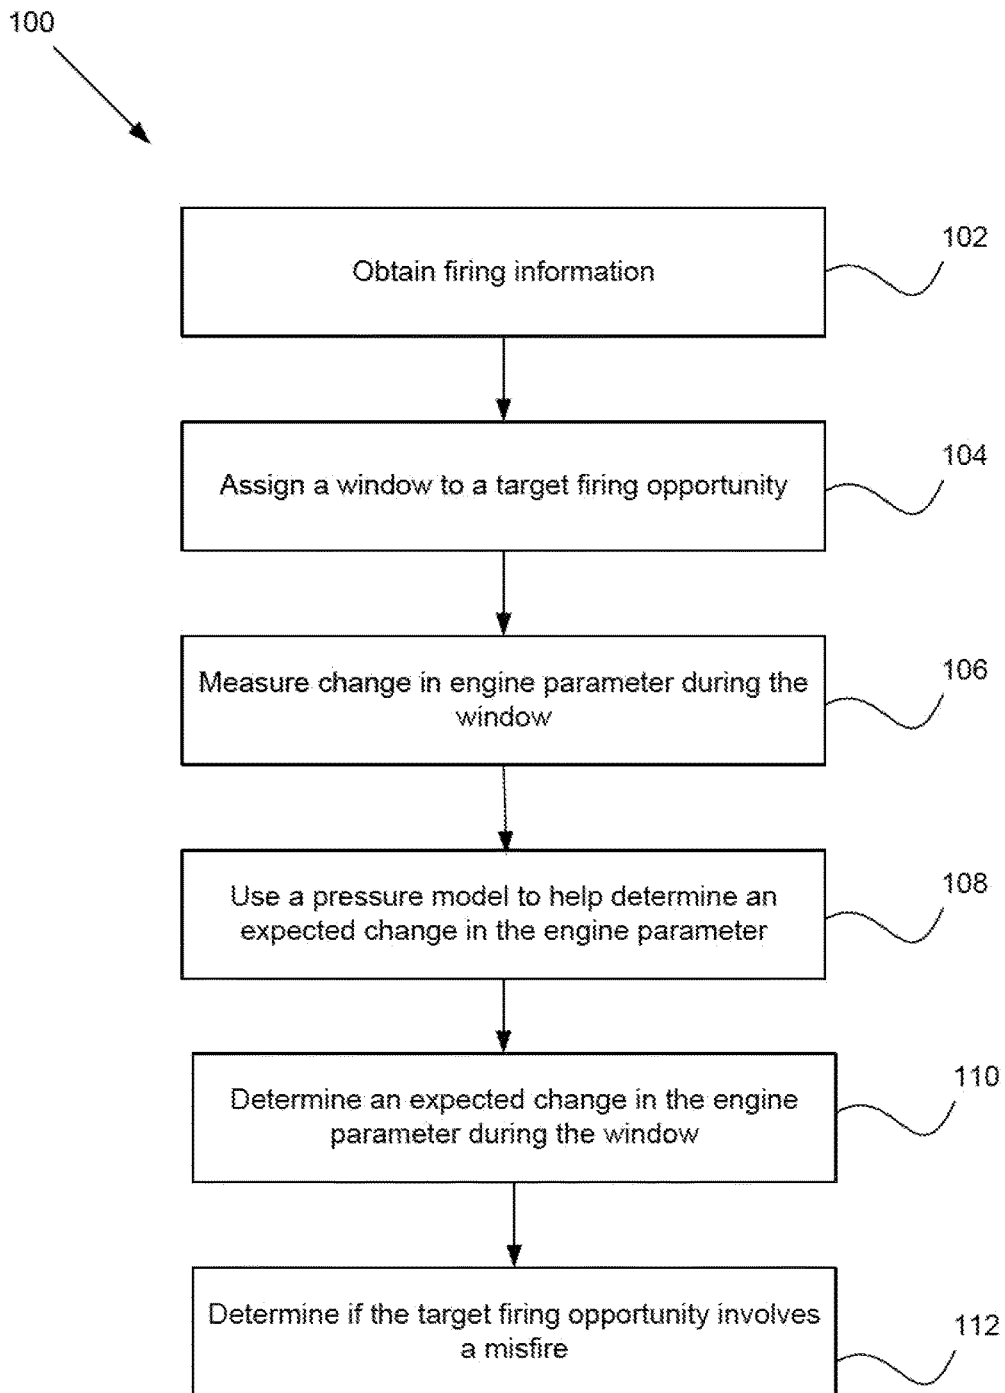 100
Obtain firing information
102
Assign a window to a target firing opportunity
104
Measure change in engine parameter during the
window
106
Use a pressure model to help determine an
expected change in the engine parameter
108
Determine an expected change in the engine
parameter during the window
110
Determine if the target firing opportunity involves
a misfire
112